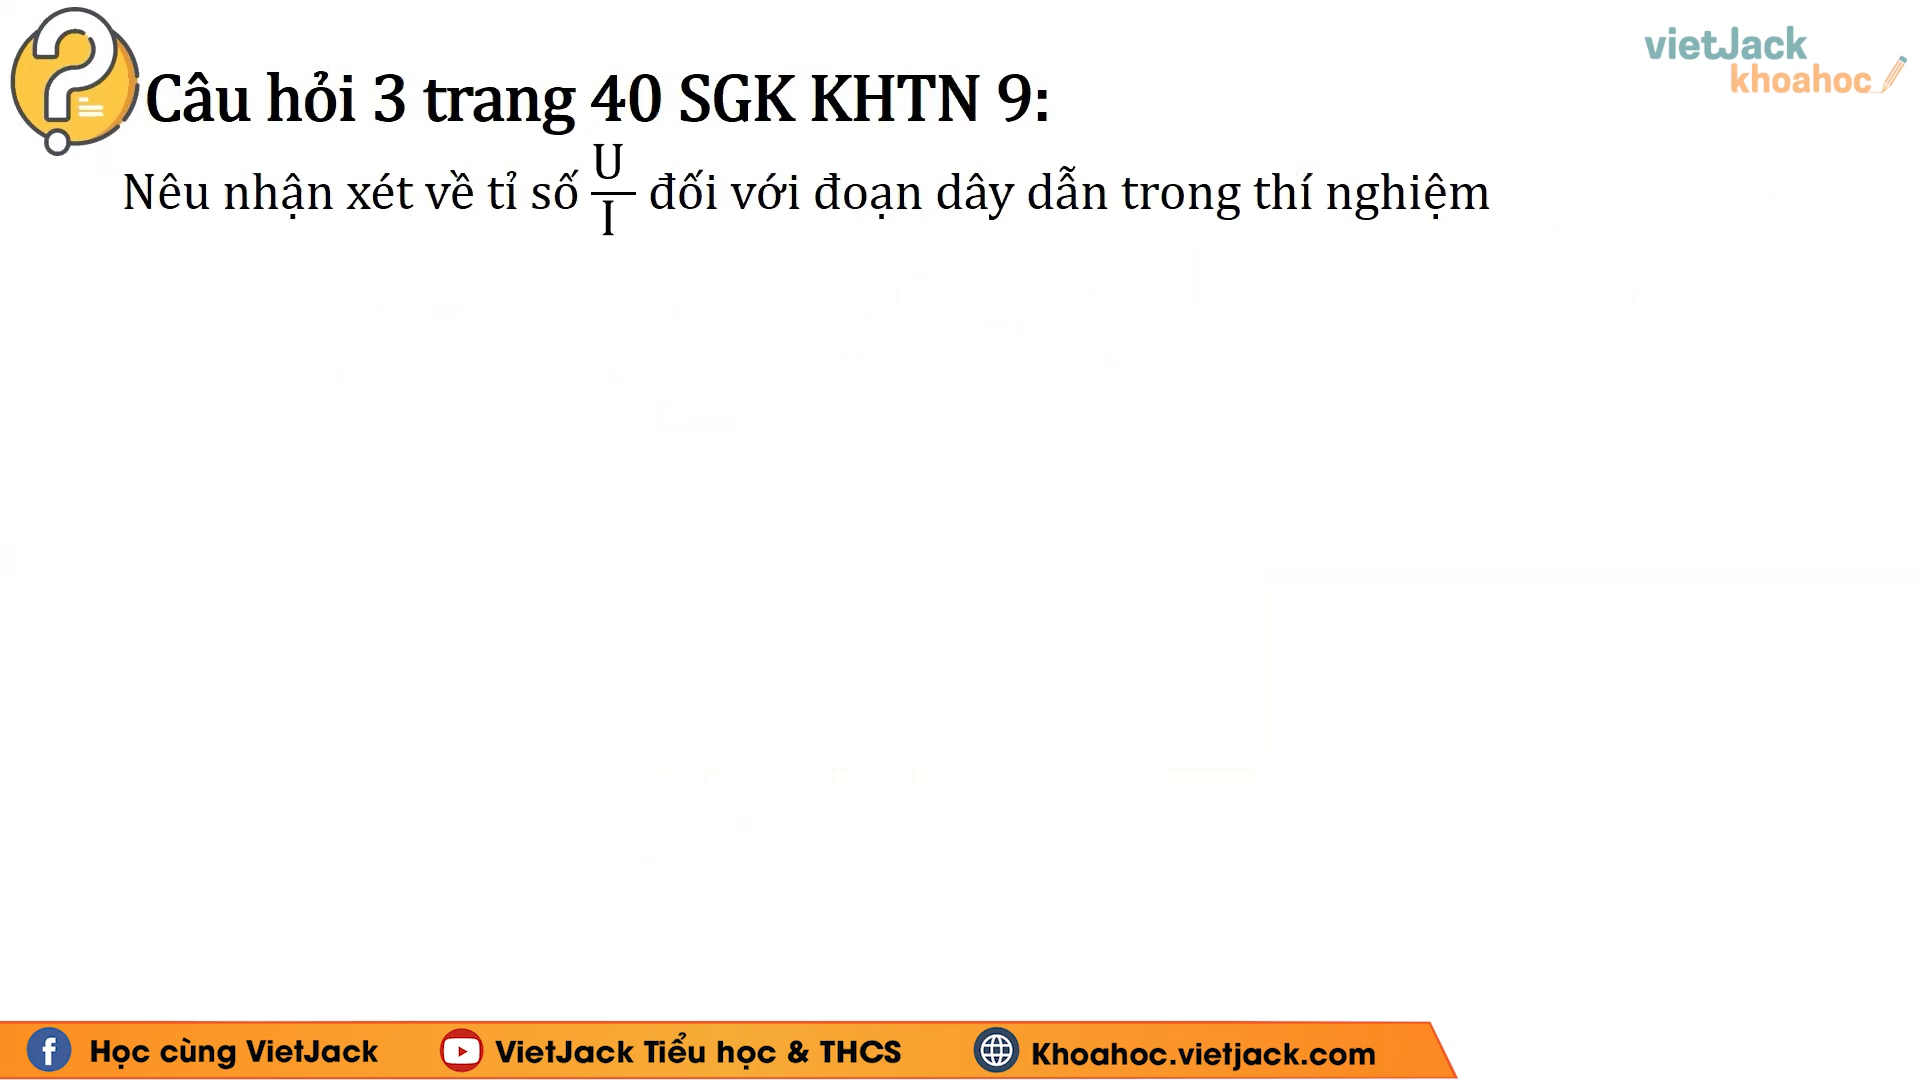 vietJack
khoahoc
Câu hỏi 3 trang 40 SGK KHTN 9:
Nêu nhận xét về tỉ số U/I đối với đoạn dây dẫn trong thí nghiệm
Học cùng VietJack
VietJack Tiểu học & THCS
Khoahoc.vietjack.com